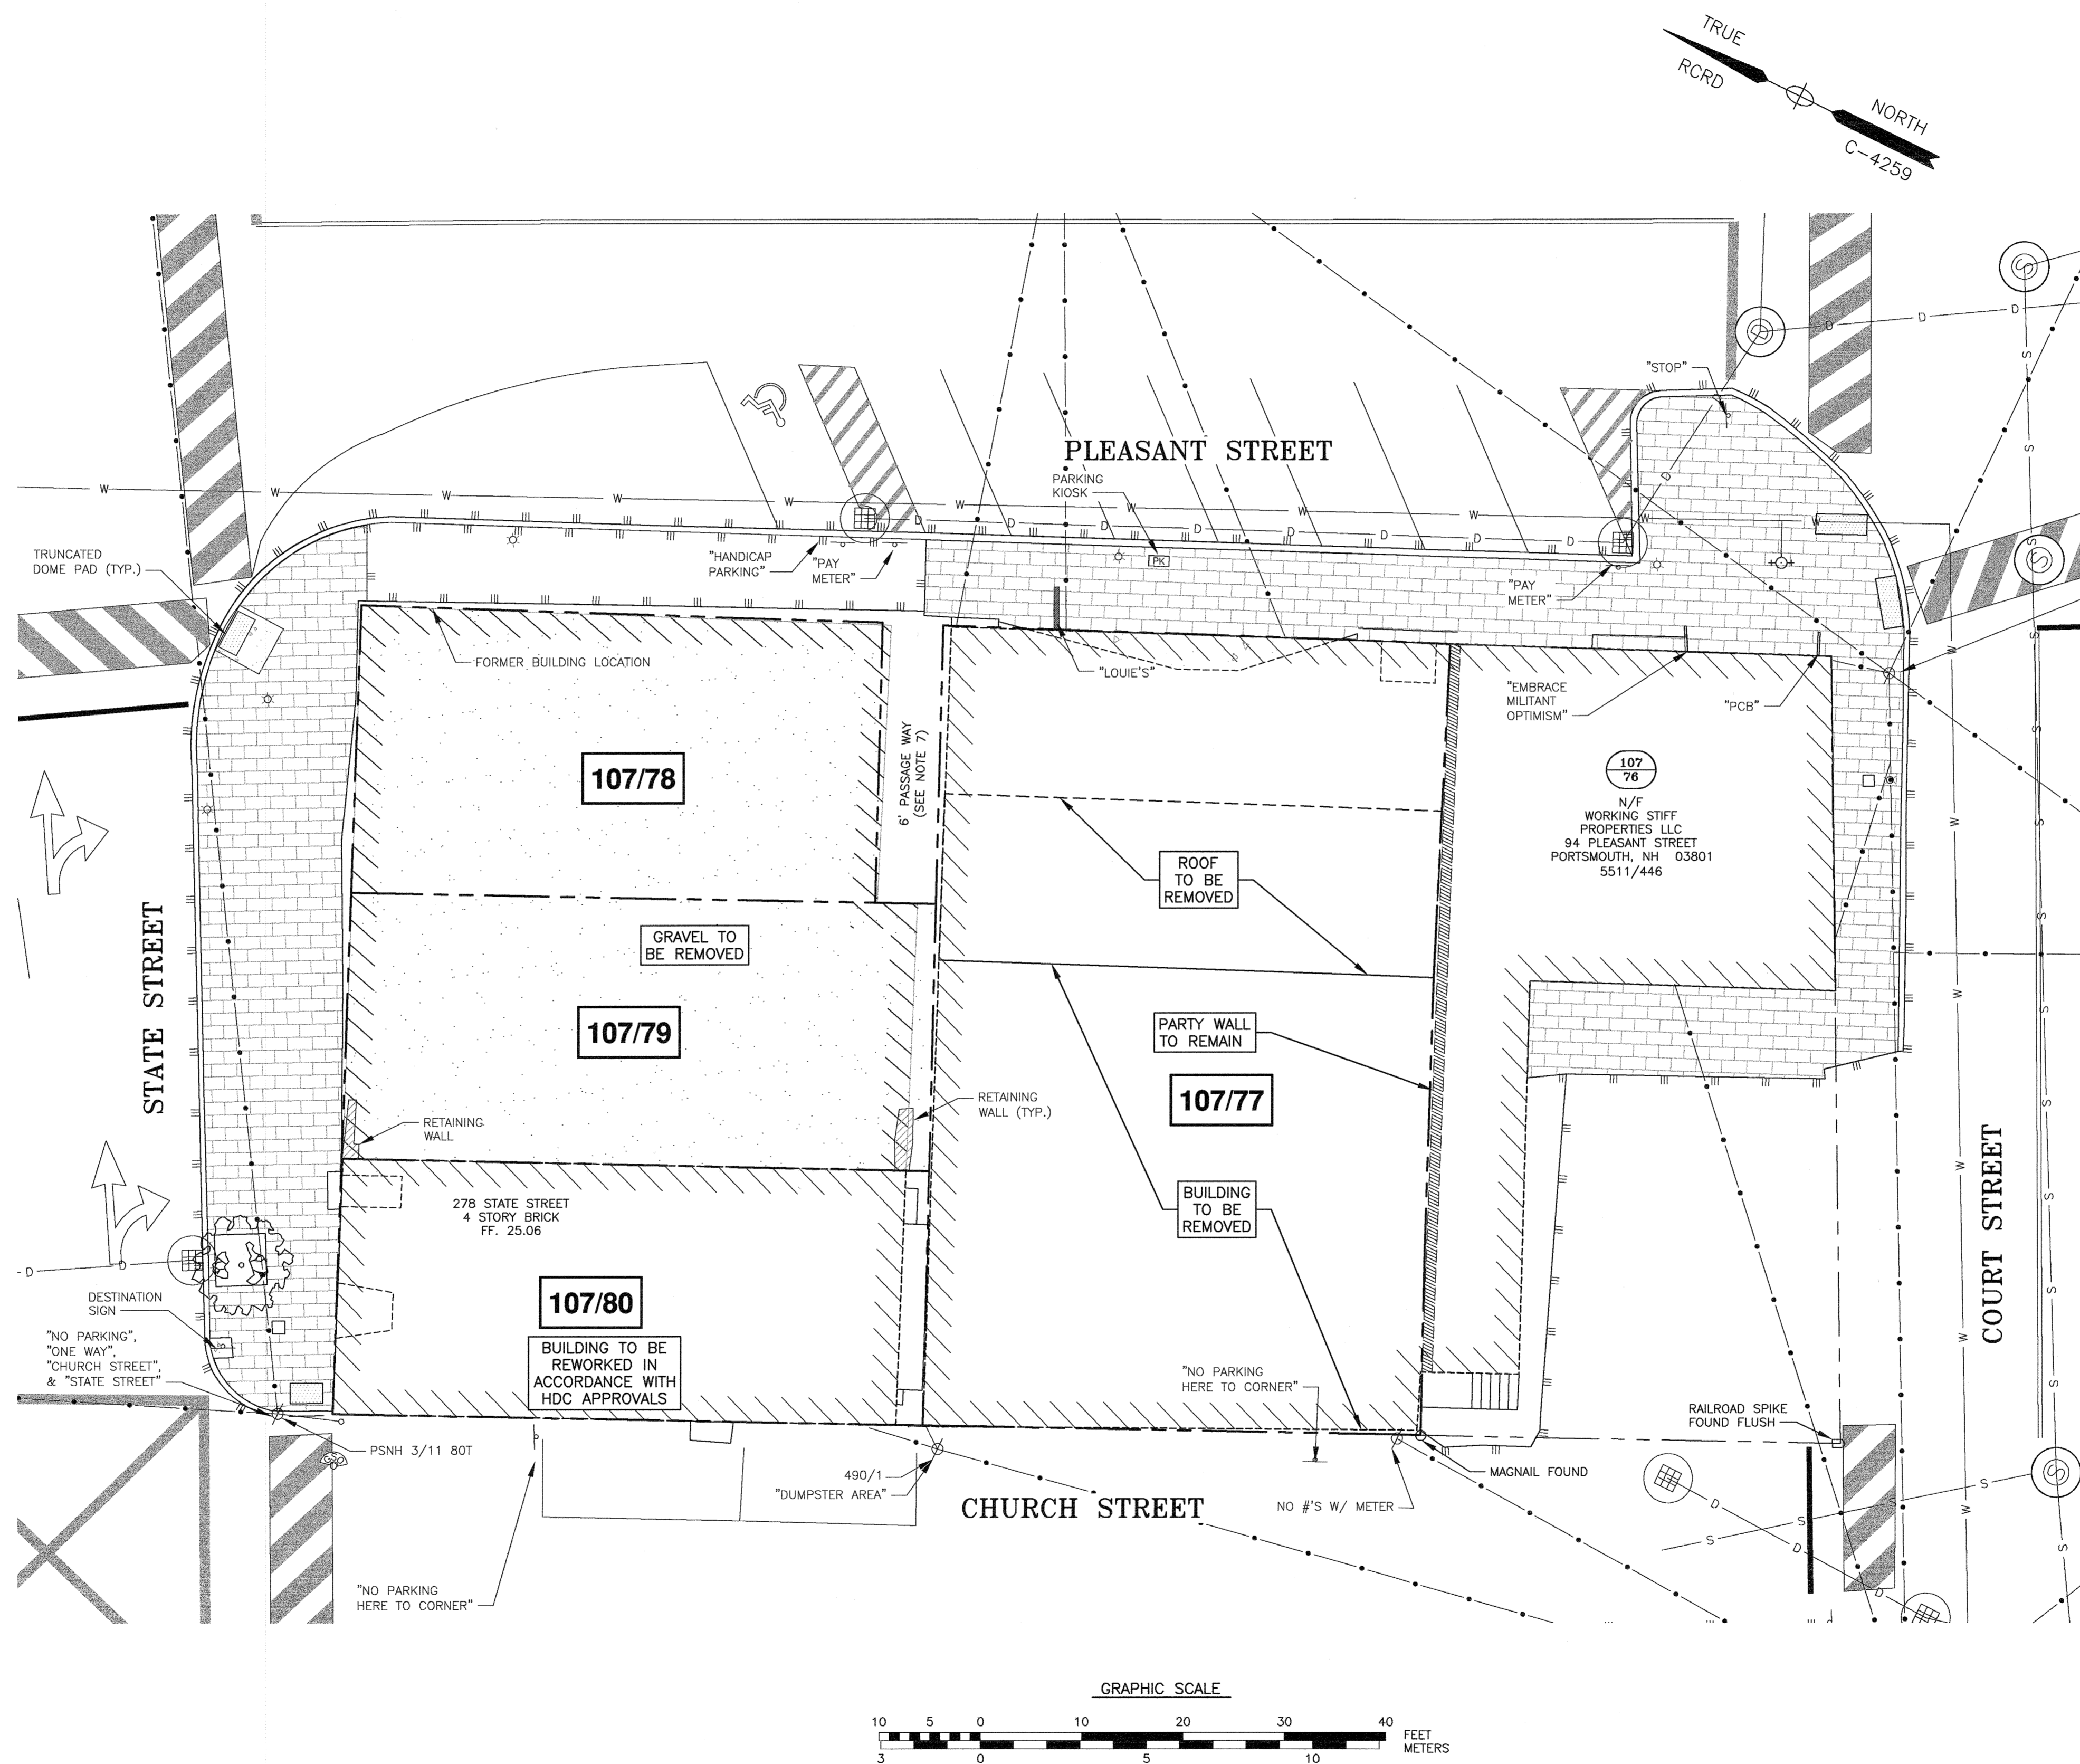 TRUE
NORTH
RCRD
C-4259
"STOP"
PLEASANT STREET
PARKING
KIOSK
PK
TRUNCATED
DOME PAD (TYP.)
"HANDICAP
PARKING"
"PAY
METER"
"PAY
METER"
FORMER BUILDING LOCATION
"LOUIE'S"
"EMBRACE
MILITANT
OPTIMISM"
"PCB"
107/78
6' PASSAGE WAY
(SEE NOTE 7)
107
76
N/F
WORKING STIFF
PROPERTIES LLC
94 PLEASANT STREET
PORTSMOUTH, NH 03801
5511/446
ROOF
TO BE
REMOVED
STATE STREET
GRAVEL TO
BE REMOVED
107/79
PARTY WALL
TO REMAIN
107/77
RETAINING
WALL
RETAINING
WALL (TYP.)
BUILDING
TO BE
REMOVED
COURT STREET
278 STATE STREET
4 STORY BRICK
FF. 25.06
107/80
BUILDING TO BE
REWORKED IN
ACCORDANCE WITH
HDC APPROVALS
DESTINATION
SIGN
"NO PARKING",
"ONE WAY",
"CHURCH STREET",
& "STATE STREET"
"NO PARKING
HERE TO CORNER"
RAILROAD SPIKE
FOUND FLUSH
PSNH 3/11 80T
490/1
"DUMPSTER AREA"
CHURCH STREET
MAGNAIL FOUND
NO #'S W/ METER
"NO PARKING
HERE TO CORNER"
W W W W W W W W W W
D D D D D D D D
S S S S S S S S
GRAPHIC SCALE
10 5 0 10 20 30 40
FEET
METERS
3 0 5 10